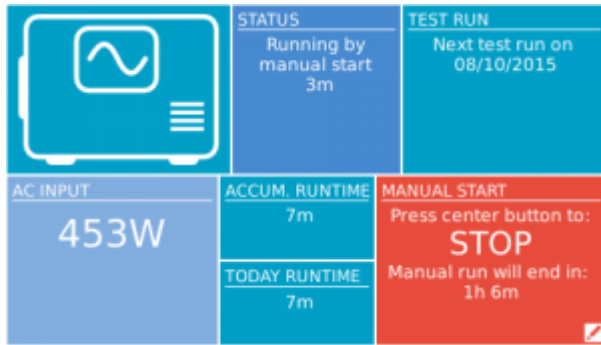 STATUS
Running by
manual start
3m
TEST RUN
Next test run on
08/10/2015
AC INPUT
453W
ACCUM. RUNTIME
7m
TODAY RUNTIME
7m
MANUAL START
Press center button to:
STOP
Manual run will end in:
1h 6m